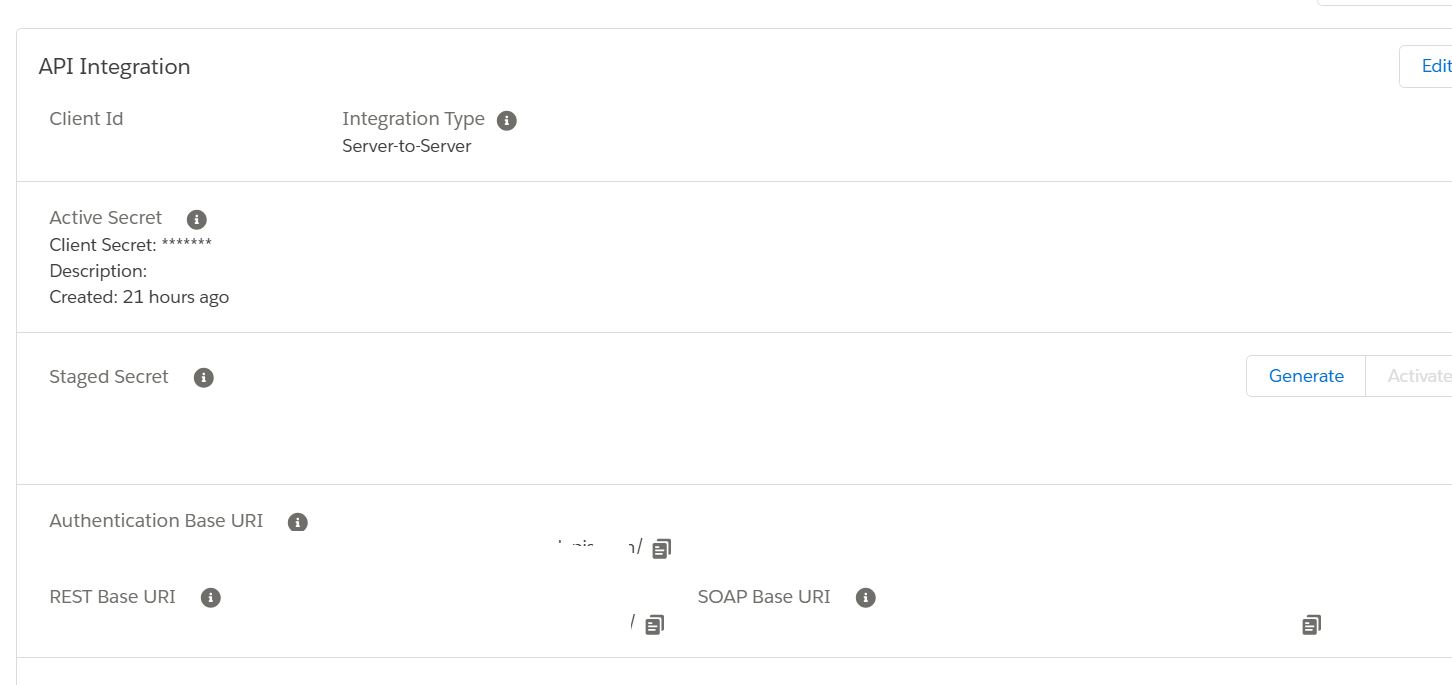 API Integration
Edit
Client Id
Integration Type
Server-to-Server
Active Secret
Client Secret: *******
Description:
Created: 21 hours ago
Staged Secret
Generate
Activate
Authentication Base URI
/
REST Base URI
SOAP Base URI
/